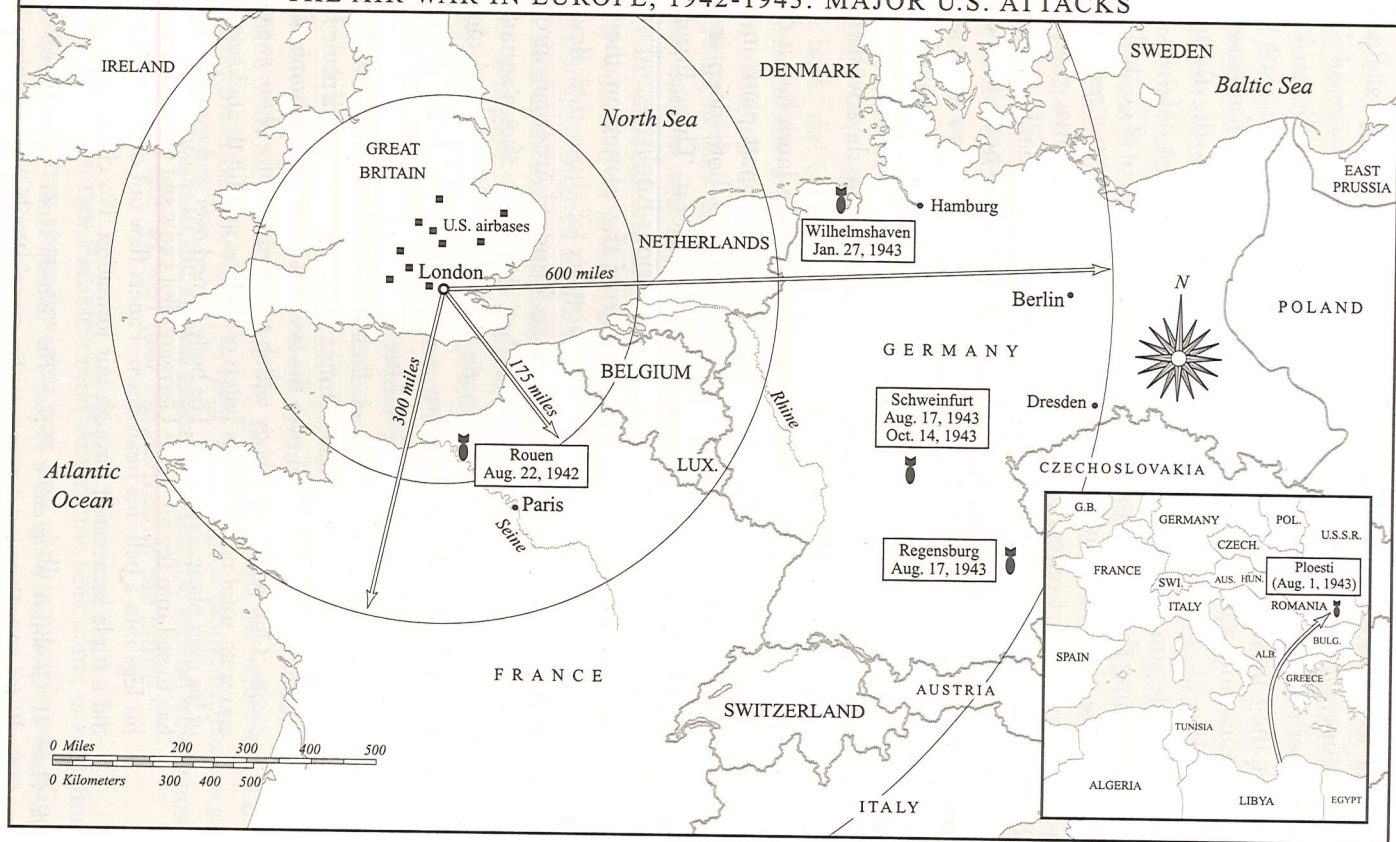 THE AIR WAR IN EUROPE, 1942-1943: MAJOR U.S. ATTACKS
IRELAND
GREAT
BRITAIN
North Sea
DENMARK
SWEDEN
Baltic Sea
EAST
PRUSSIA
U.S. airbases
London
NETHERLANDS
Wilhelmshaven
Jan. 27, 1943
Hamburg
600 miles
Berlin
N
POLAND
GERMANY
300 miles
175 miles
BELGIUM
Rhine
Schweinfurt
Aug. 17, 1943
Oct. 14, 1943
Dresden
Atlantic
Ocean
Rouen
Aug. 22, 1942
LUX.
CZECHOSLOVAKIA
Paris
Seine
Regensburg
Aug. 17, 1943
FRANCE
SWITZERLAND
AUSTRIA
ITALY
0 Miles 200 300 400 500
0 Kilometers 300 400 500
G.B.
GERMANY
POL.
U.S.S.R.
CZECH.
FRANCE
Ploesti
(Aug. 1, 1943)
SWI.
AUS.
HUN.
ITALY
ROMANIA
BULG.
SPAIN
ALB.
GREECE
TUNISIA
ALGERIA
LIBYA
EGYPT